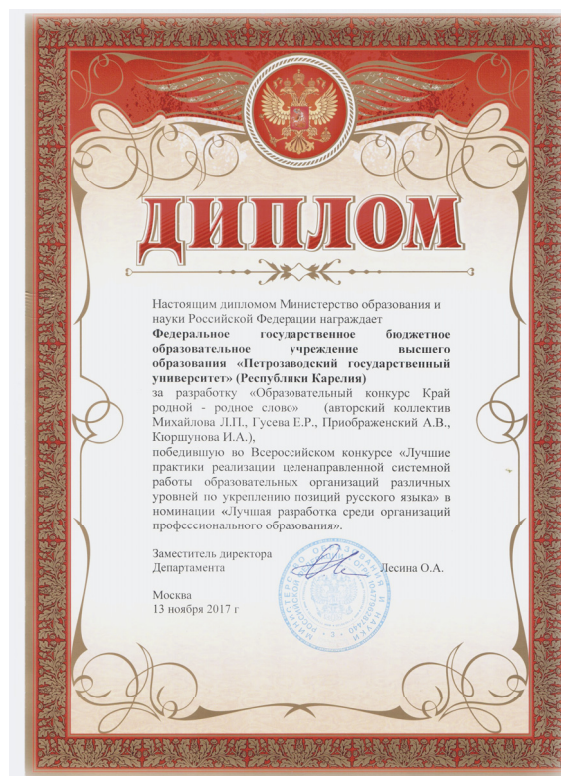 ДИПЛОМ
Настоящим дипломом Министерство образования и
науки Российской Федерации награждает
Федеральное государственное бюджетное
образовательное учреждение высшего
образования «Петрозаводский государственный
университет» (Республики Карелия)
за разработку «Образовательный конкурс Край
родной - родное слово» (авторский коллектив
Михайлова Л.П., Гусева Е.Р., Приображенский А.В.,
Кюршунова И.А.),
победившую во Всероссийском конкурсе «Лучшие
практики реализации целенаправленной системной
работы образовательных организаций различных
уровней по укреплению позиций русского языка» в
номинации «Лучшая разработка среди организаций
профессионального образования».
Заместитель директора
Департамента Лесина О.А.
МИНИСТЕРСТВО ОБРАЗОВАНИЯ И НАУКИ
Москва
13 ноября 2017 г